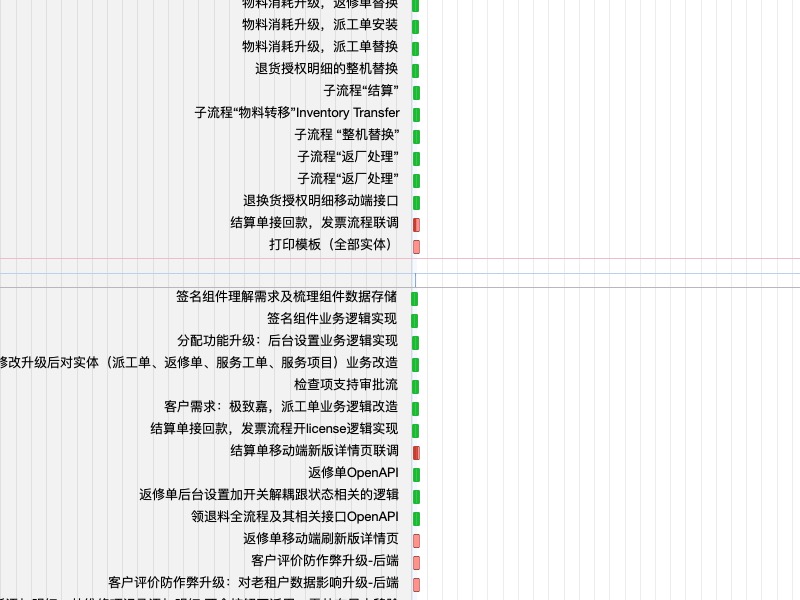 物料消耗升级，返修单替换
物料消耗升级，派工单安装
物料消耗升级，派工单替换
退货授权明细的整机替换
子流程“结算”
子流程“物料转移”Inventory Transfer
子流程 “整机替换”
子流程“返厂处理”
子流程“返厂处理”
退换货授权明细移动端接口
结算单接回款，发票流程联调
打印模板（全部实体）
签名组件理解需求及梳理组件数据存储
签名组件业务逻辑实现
分配功能升级：后台设置业务逻辑实现
修改升级后对实体（派工单、返修单、服务工单、服务项目）业务改造
检查项支持审批流
客户需求：极致嘉，派工单业务逻辑改造
结算单接回款，发票流程开license逻辑实现
结算单移动端新版详情页联调
返修单OpenAPI
返修单后台设置加开关解耦跟状态相关的逻辑
领退料全流程及其相关接口OpenAPI
返修单移动端刷新版详情页
客户评价防作弊升级-后端
客户评价防作弊升级：对老租户数据影响升级-后端